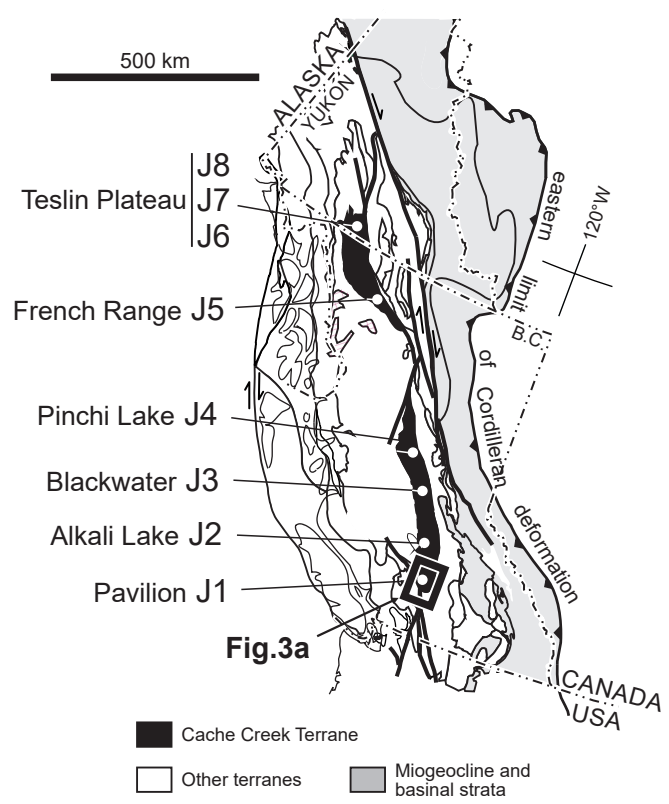 500 km
ALASKA
YUKON
J8
Teslin Plateau J7
J6
French Range J5
Pinchi Lake J4
Blackwater J3
Alkali Lake J2
Pavilion J1
Fig.3a
eastern
limit
of
Cordilleran
deformation
120°W
B.C.
CANADA
USA
Cache Creek Terrane
Other terranes
Miogeocline and
basinal strata